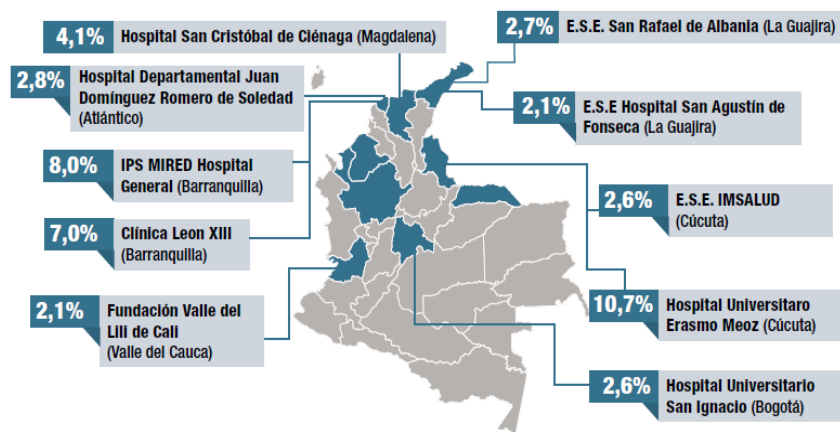 4,1% Hospital San Cristóbal de Ciénaga (Magdalena)
2,8% Hospital Departamental Juan
Domínguez Romero de Soledad
(Atlántico)
8,0% IPS MIRED Hospital
General (Barranquilla)
7,0% Clínica Leon XIII
(Barranquilla)
2,1% Fundación Valle del
Lili de Cali
(Valle del Cauca)
2,7% E.S.E. San Rafael de Albania (La Guajira)
2,1% E.S.E Hospital San Agustín de
Fonseca (La Guajira)
2,6% E.S.E. IMSALUD
(Cúcuta)
10,7% Hospital Universitaro
Erasmo Meoz (Cúcuta)
2,6% Hospital Universitario
San Ignacio (Bogotá)